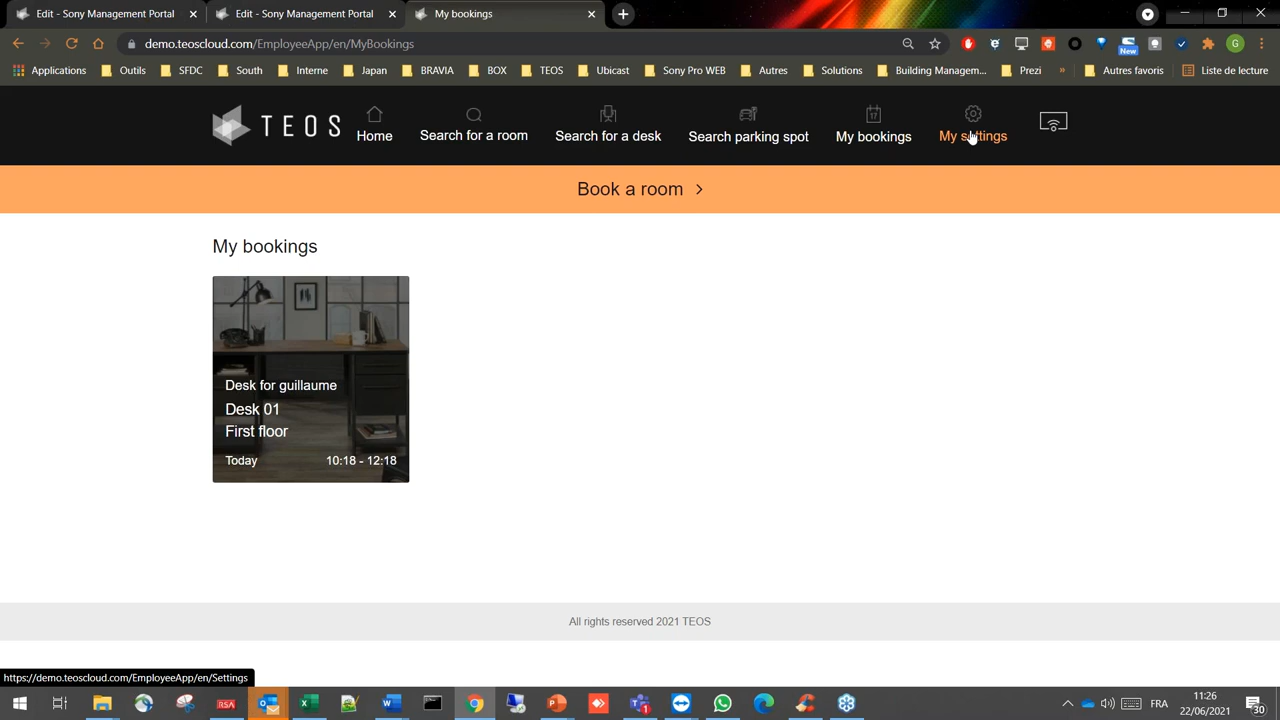 Edit - Sony Management Portal
Edit - Sony Management Portal
My bookings
demo.teoscloud.com/EmployeeApp/en/MyBookings
New
G
Applications
Outils
SFDC
South
Interne
Japan
BRAVIA
BOX
TEOS
Ubicast
Sony Pro WEB
Autres
Solutions
Building Managem...
Prezi
»
Autres favoris
Liste de lecture
TEOS
Home
Search for a room
Search for a desk
Search parking spot
17
My bookings
My settings
Book a room >
My bookings
Desk for guillaume
Desk 01
First floor
Today 10:18 - 12:18
All rights reserved 2021 TEOS
https://demo.teoscloud.com/EmployeeApp/en/Settings
RSA
FRA
11:26
22/06/2021
30